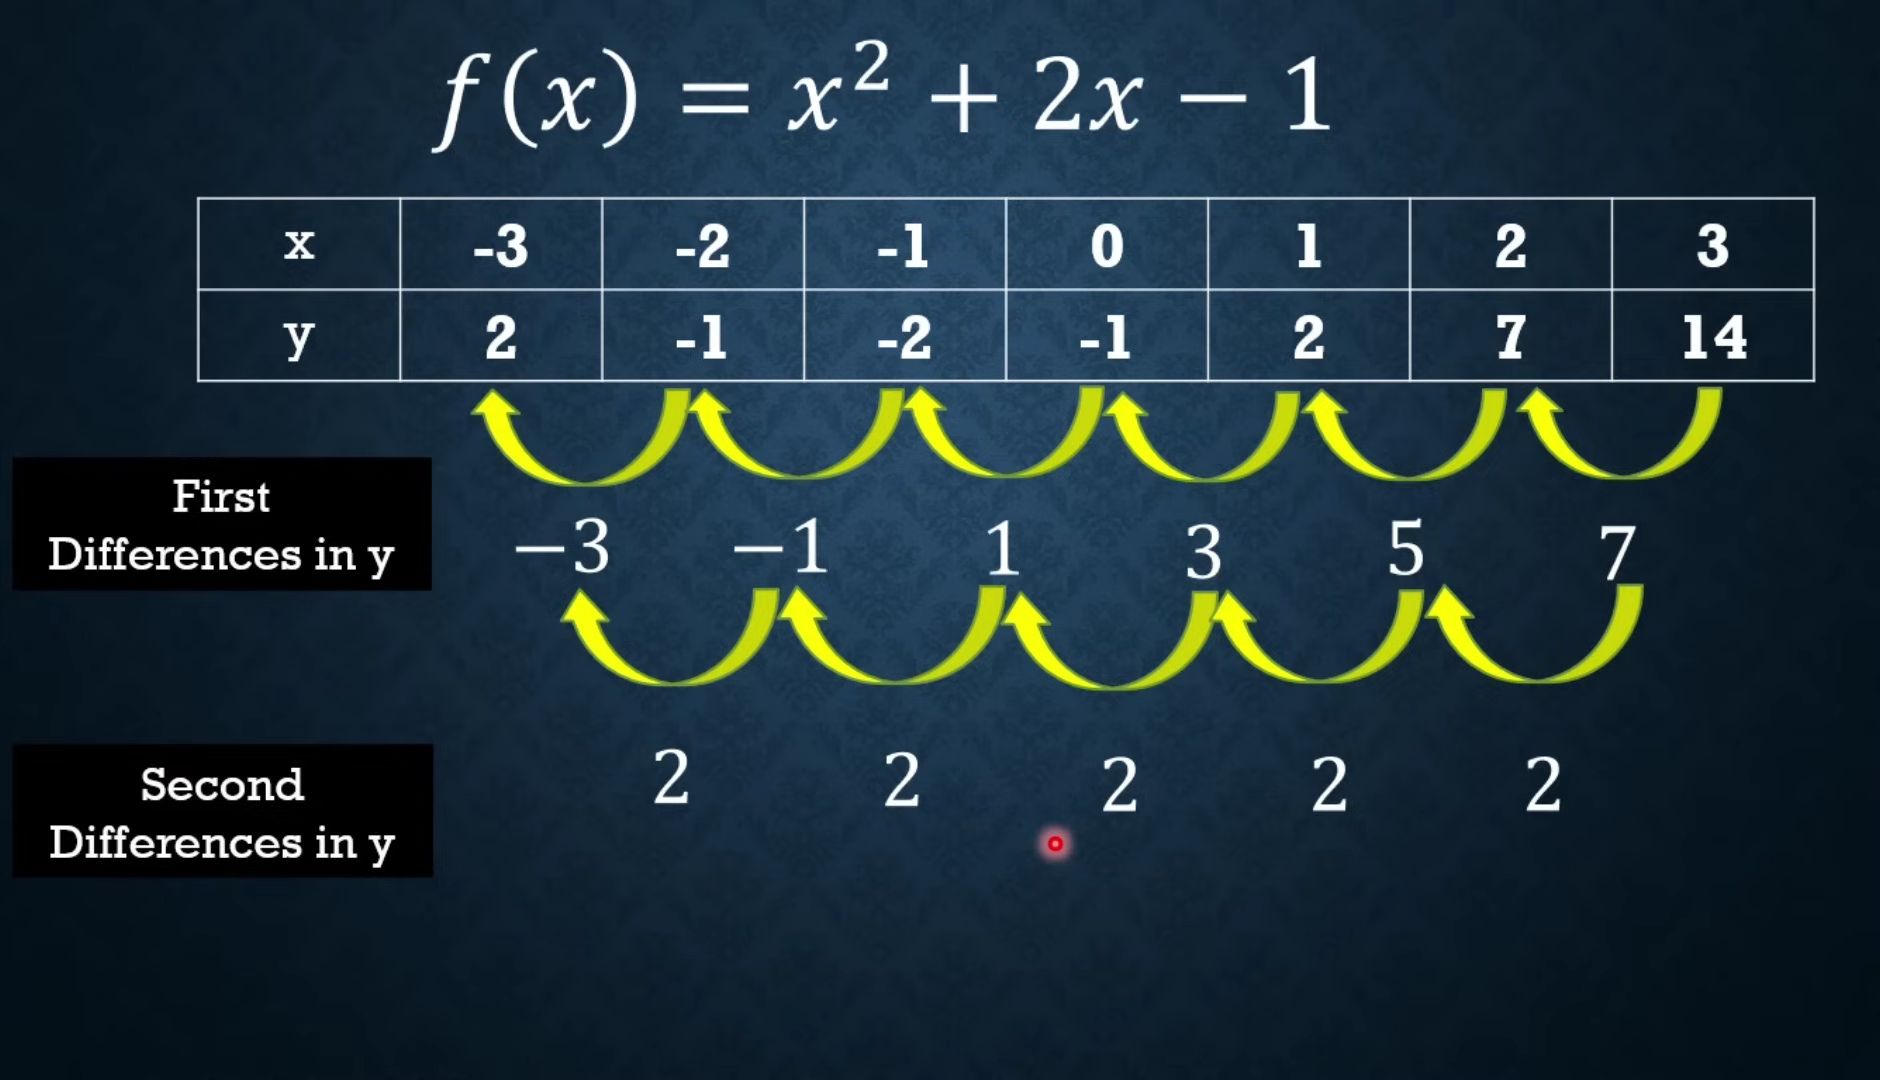 f(x) = x² + 2x − 1
x -3 -2 -1 0 1 2 3
y 2 -1 -2 -1 2 7 14
First
Differences in y
−3 −1 1 3 5 7
Second
Differences in y
2 2 2 2 2